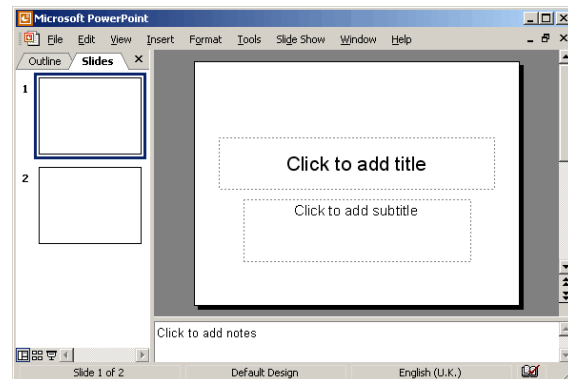 Microsoft PowerPoint
File Edit View Insert Format Tools Slide Show Window Help
Outline Slides
1
2
Click to add title
Click to add subtitle
Click to add notes
Slide 1 of 2 Default Design English (U.K.)